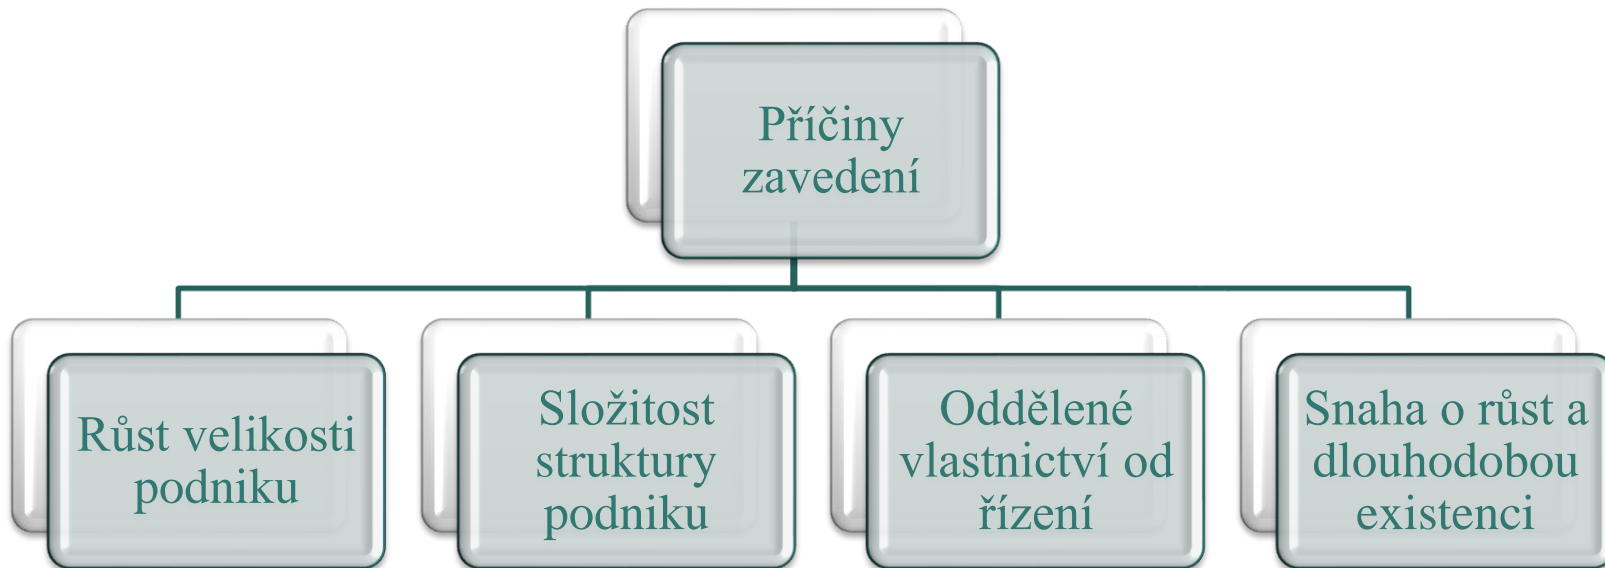 Příčiny
zavedení
Růst velikosti
podniku
Složitost
struktury
podniku
Oddělené
vlastnictví od
řízení
Snaha o růst a
dlouhodobou
existenci